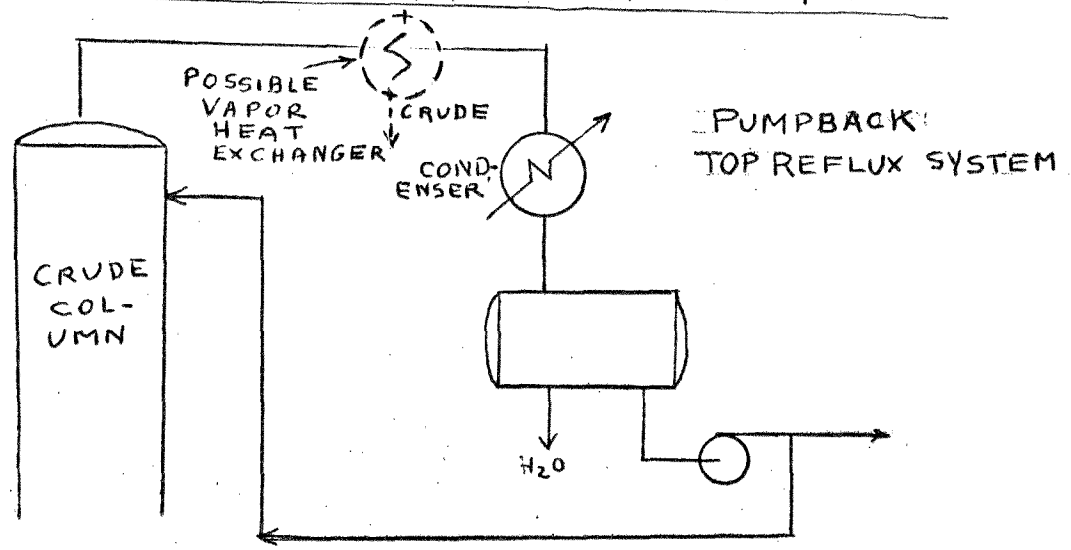 POSSIBLE
VAPOR
HEAT
EXCHANGER
CRUDE
COND-
ENSER
PUMPBACK
TOP REFLUX SYSTEM
CRUDE
COL-
UMN
H₂O